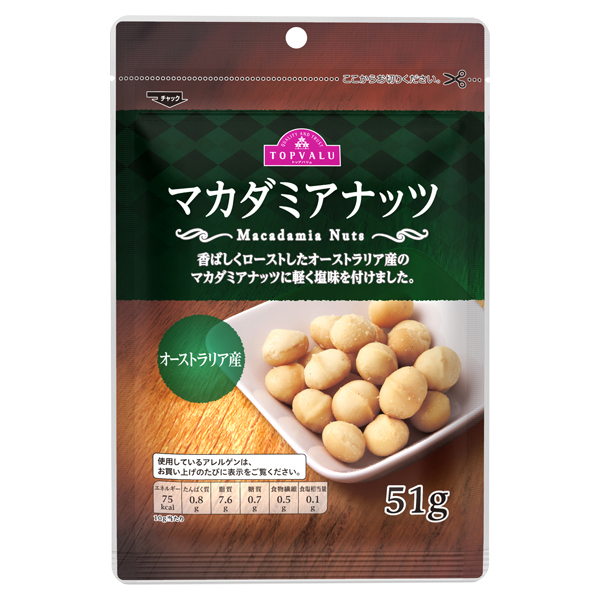 ここからお切りください。
チャック
QUALITY AND TRUST
TOPVALU
トップバリュ
マカダミアナッツ
Macadamia Nuts
香ばしくローストしたオーストラリア産の
マカダミアナッツに軽く塩味を付けました。
オーストラリア産
使用しているアレルゲンは、
お買い上げのたびに表示をご覧ください。
エネルギー たんぱく質 脂質 糖質 食物繊維 食塩相当量
75 0.8 7.6 0.7 0.5 0.1
kcal g g g g g
10g当たり
51g